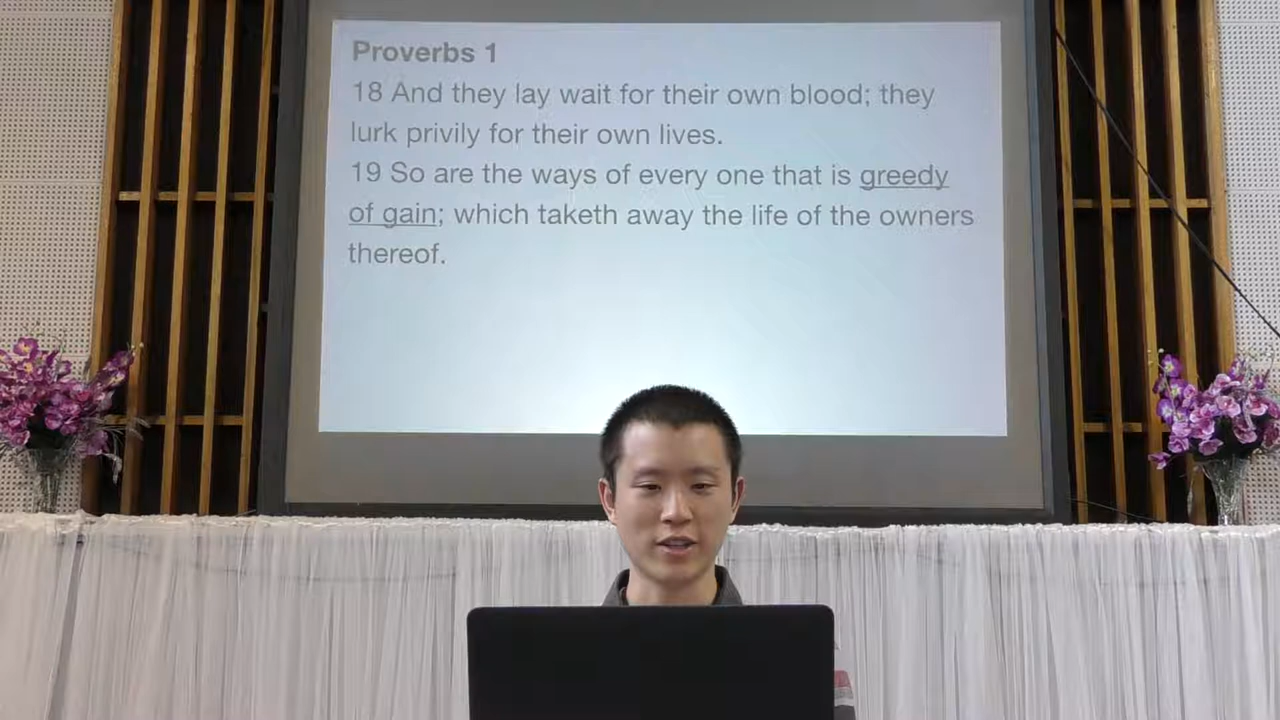 Proverbs 1
18 And they lay wait for their own blood; they
lurk privily for their own lives.
19 So are the ways of every one that is greedy
of gain; which taketh away the life of the owners
thereof.